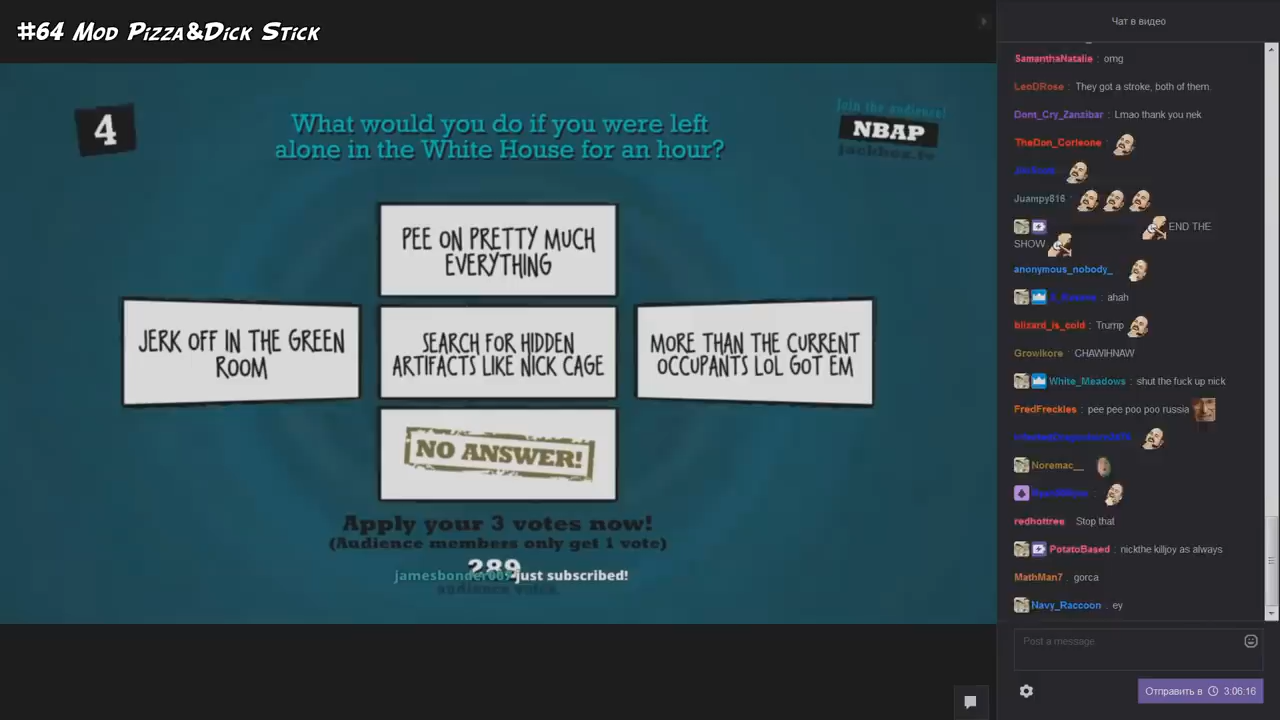 #64 Mod Pizza&Dick Stick
4
What would you do if you were left
alone in the White House for an hour?
Join the audience!
NBAP
jackbox.tv
PEE ON PRETTY MUCH
EVERYTHING
JERK OFF IN THE GREEN
ROOM
SEARCH FOR HIDDEN
ARTIFACTS LIKE NICK CAGE
MORE THAN THE CURRENT
OCCUPANTS LOL GOT EM
NO ANSWER!
Apply your 3 votes now!
(Audience members only get 1 vote)
289
just subscribed!
audience votes
Чат в видео
SamanthaNatalie : omg
LeoDRose : They got a stroke, both of them.
Dont_Cry_Zanzibar : Lmao thank you nek
TheDon_Corleone :
Juampy816 :
END THE
SHOW
anonymous_nobody_ :
: ahah
blizard_is_cold : Trump
Growlkore : CHAWIHNAW
White_Meadows : shut the fuck up nick
FredFreckles : pee pee poo poo russia
Noremac__ :
redhottree : Stop that
PotatoBased : nickthe killjoy as always
MathMan7 : gorca
Navy_Raccoon : ey
Post a message
Отправить в 3:06:16